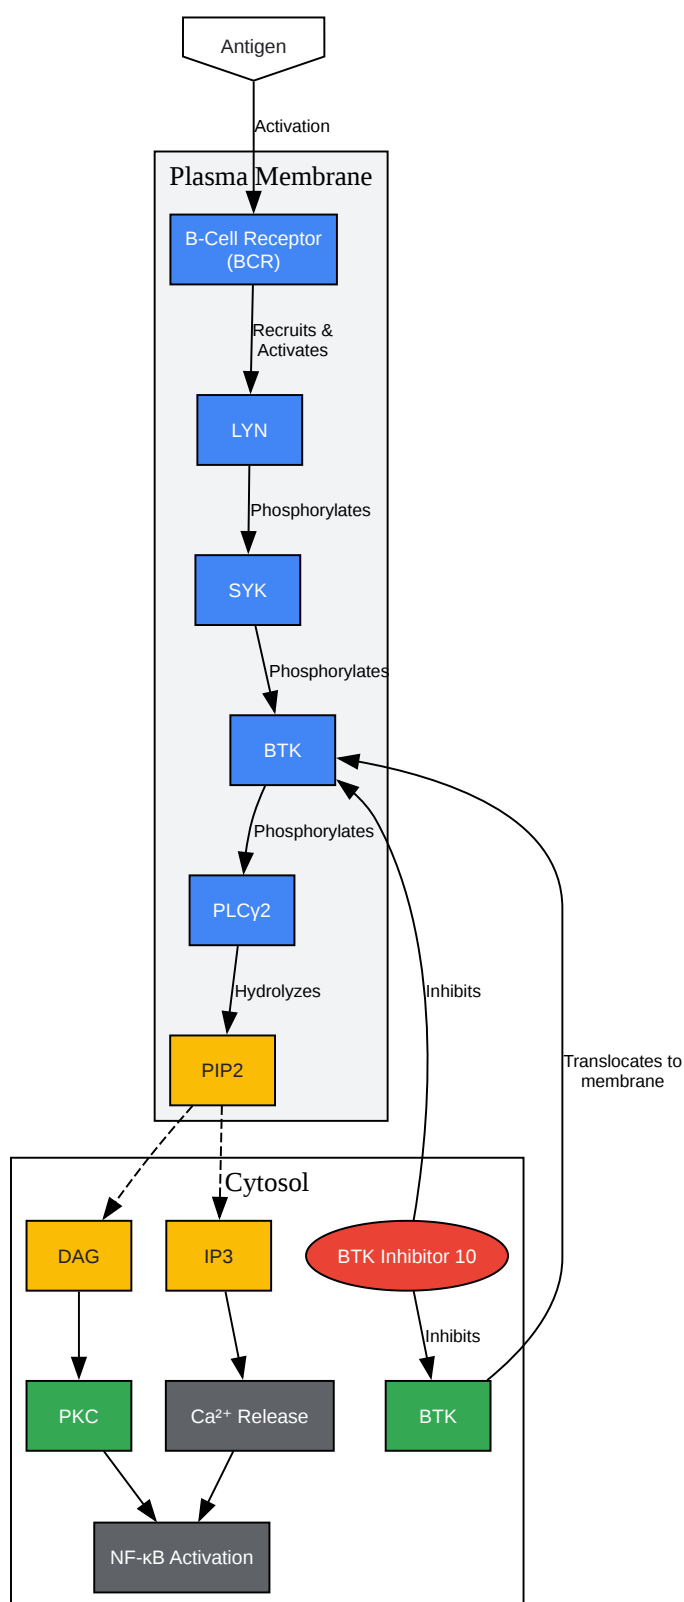 Antigen
Activation
Plasma Membrane
B-Cell Receptor
(BCR)
Recruits &
Activates
LYN
Phosphorylates
SYK
Phosphorylates
BTK
Phosphorylates
PLCγ2
Hydrolyzes
Inhibits
PIP2
Translocates to
membrane
Cytosol
DAG
IP3
BTK Inhibitor 10
Inhibits
PKC
Ca²⁺ Release
BTK
NF-κB Activation